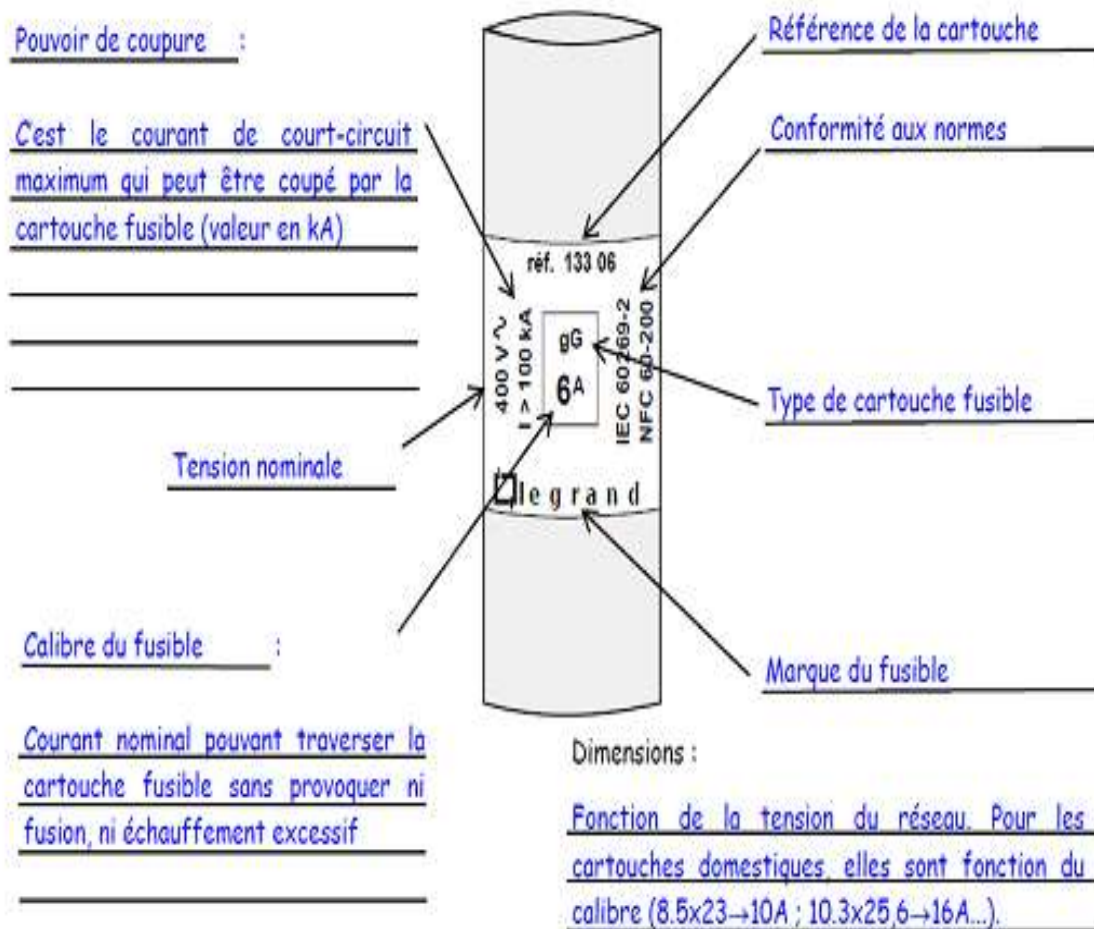 Pouvoir de coupure :
C'est le courant de court-circuit
maximum qui peut être coupé par la
cartouche fusible (valeur en kA)
Tension nominale
Calibre du fusible :
Courant nominal pouvant traverser la
cartouche fusible sans provoquer ni
fusion, ni échauffement excessif
réf. 133 06
400 V ~
I > 100 kA
gG
6A
IEC 60269-2
NFC 60-200
legrand
Référence de la cartouche
Conformité aux normes
Type de cartouche fusible
Marque du fusible
Dimensions :
Fonction de la tension du réseau. Pour les
cartouches domestiques, elles sont fonction du
calibre (8.5x23→10A ; 10.3x25,6→16A...).